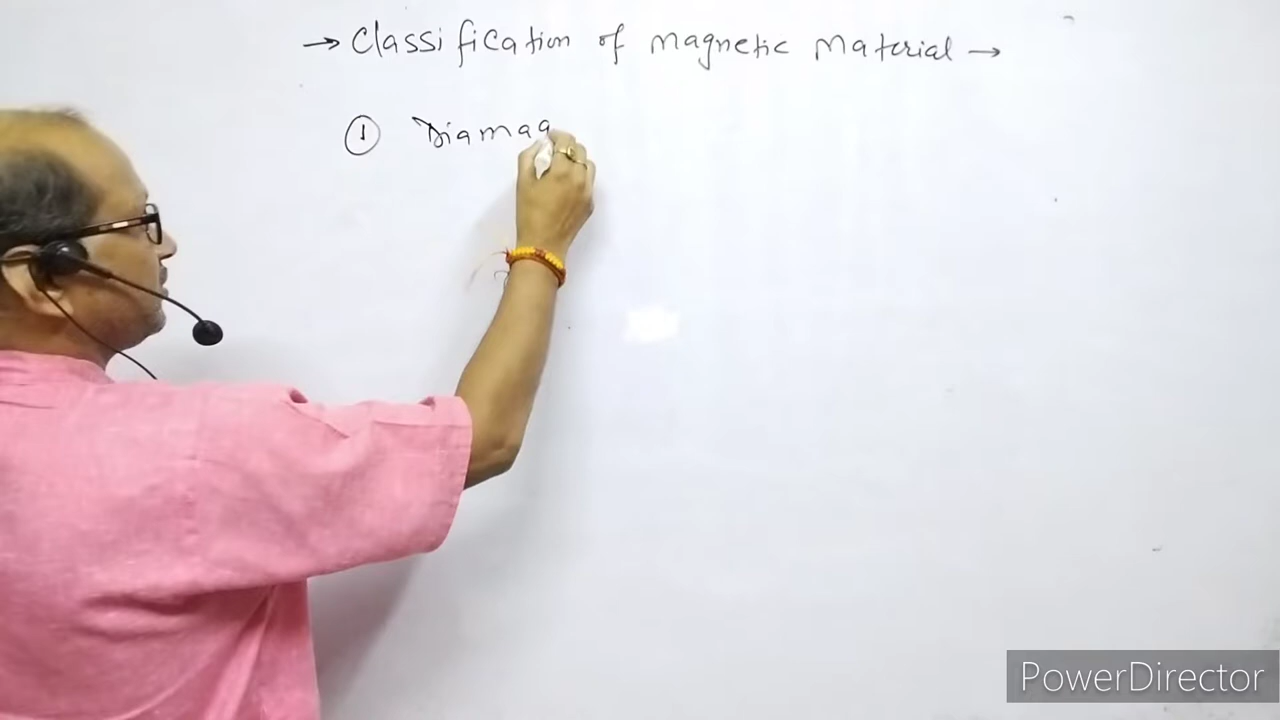 → Classification of magnetic Material →
① Diamag
PowerDirector